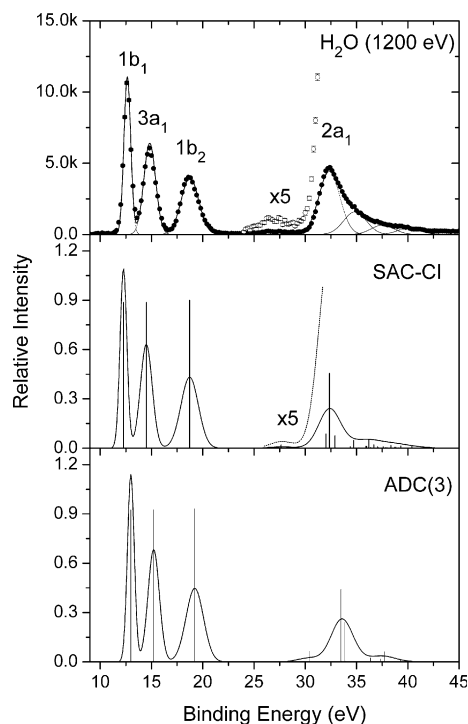 15.0k
H₂O (1200 eV)
1b₁
10.0k
3a₁
2a₁
1b₂
5.0k
x5
0.0
1.2
SAC-CI
0.9
0.6
x5
0.3
0.0
1.2
ADC(3)
0.9
0.6
0.3
0.0
10 15 20 25 30 35 40 45
Binding Energy (eV)
Relative Intensity